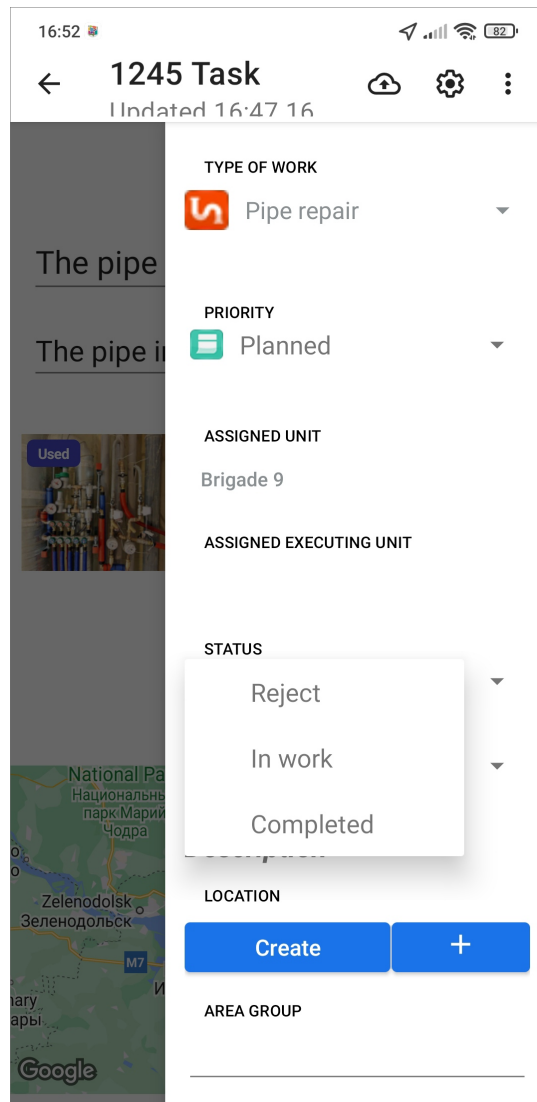 16:52
82
1245 Task
Updated 16:47 16
TYPE OF WORK
Pipe repair
The pipe
PRIORITY
Planned
The pipe
ASSIGNED UNIT
Used
Brigade 9
ASSIGNED EXECUTING UNIT
STATUS
Reject
In work
Completed
National Pa
Националь
парк Марий
Чодра
LOCATION
Zelenodolsk
Зеленодольск
Create
+
M7
AREA GROUP
Google